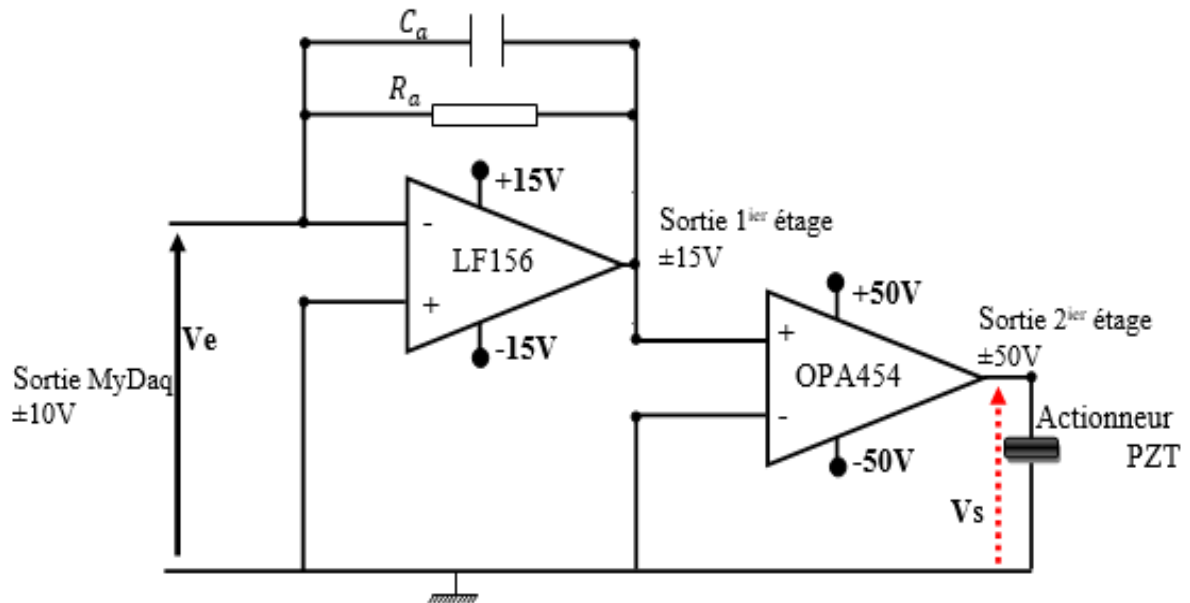 Ca
Ra
+15V
-
LF156
+
-15V
Sortie 1ier étage
±15V
Ve
Sortie MyDaq
±10V
+50V
+
OPA454
-
-50V
Sortie 2ier étage
±50V
Actionneur
PZT
Vs